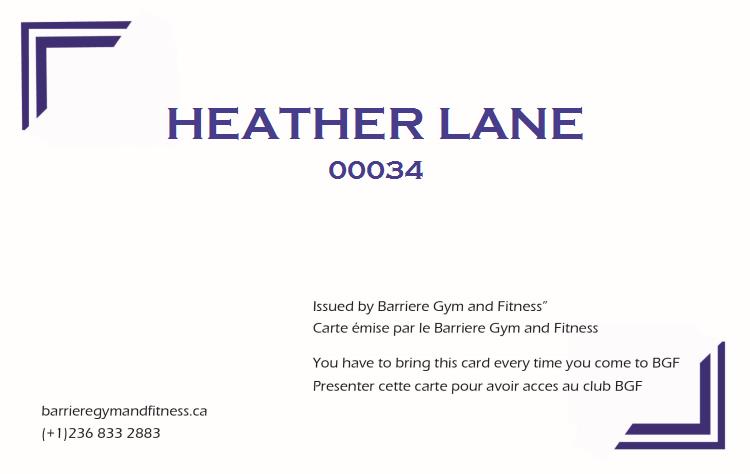 HEATHER LANE
00034
Issued by Barriere Gym and Fitness”
Carte émise par le Barriere Gym and Fitness
You have to bring this card every time you come to BGF
Presenter cette carte pour avoir acces au club BGF
barrieregymandfitness.ca
(+1)236 833 2883